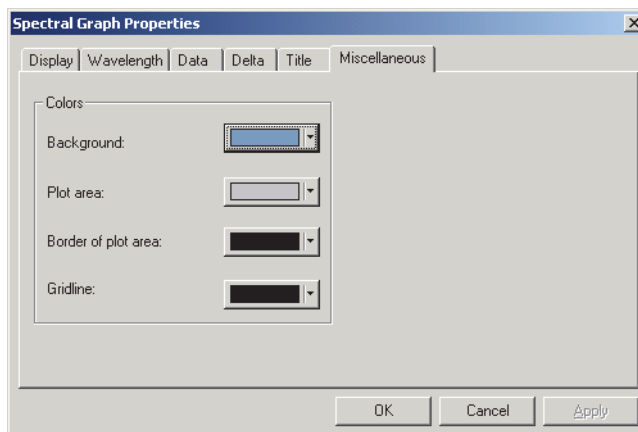 Spectral Graph Properties
Display Wavelength Data Delta Title Miscellaneous
Colors
Background:
Plot area:
Border of plot area:
Gridline:
OK Cancel Apply